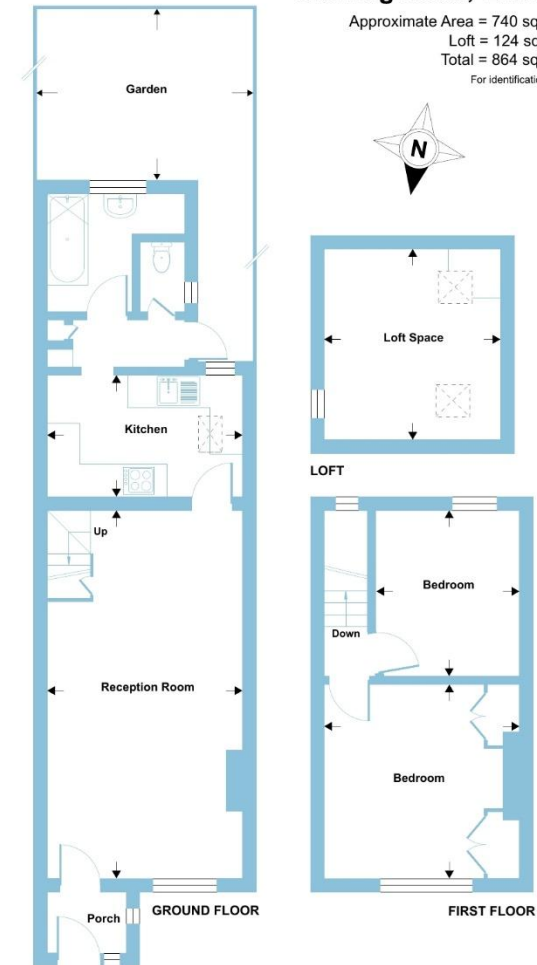 Approximate Area = 740 sq
Loft = 124 sq
Total = 864 sq
For identificatio
N
Garden
Kitchen
Up
Reception Room
Porch
GROUND FLOOR
Loft Space
LOFT
Bedroom
Down
Bedroom
FIRST FLOOR